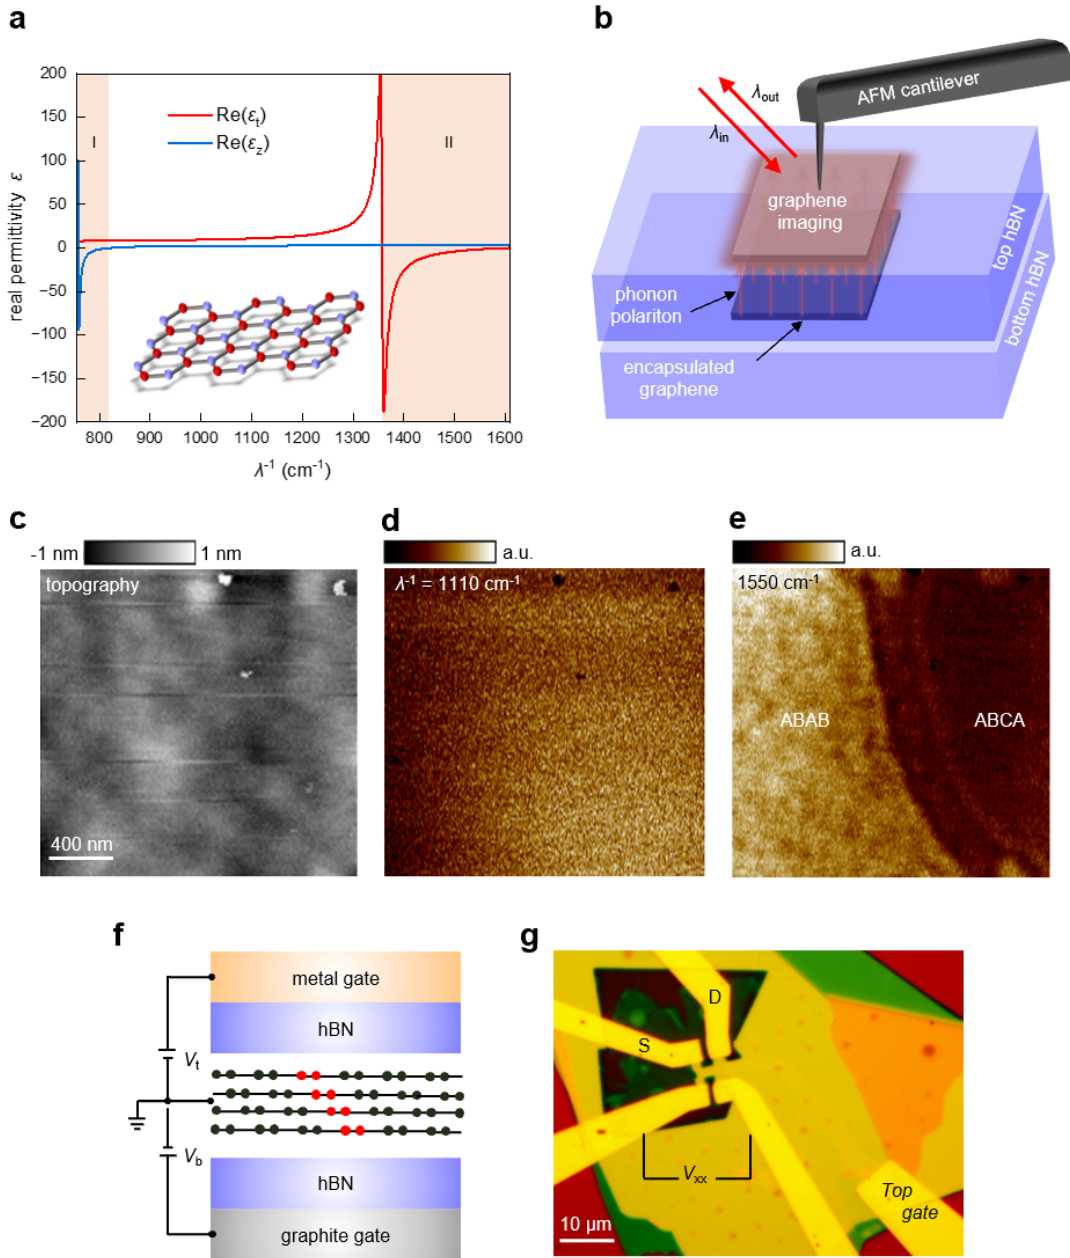 a
real permittivity ε
200
150
100
50
0
−50
−100
−150
−200
I
Re(εt)
Re(εz)
II
800 900 1000 1100 1200 1300 1400 1500 1600
λ-1 (cm-1)
b
AFM cantilever
λout
λin
graphene
imaging
top hBN
bottom hBN
phonon
polariton
encapsulated
graphene
c
-1 nm 1 nm
topography
400 nm
d
a.u.
λ-1 = 1110 cm-1
e
a.u.
1550 cm-1
ABAB
ABCA
f
metal gate
hBN
Vt
Vb
hBN
graphite gate
g
D
S
Vxx
Top
gate
10 µm